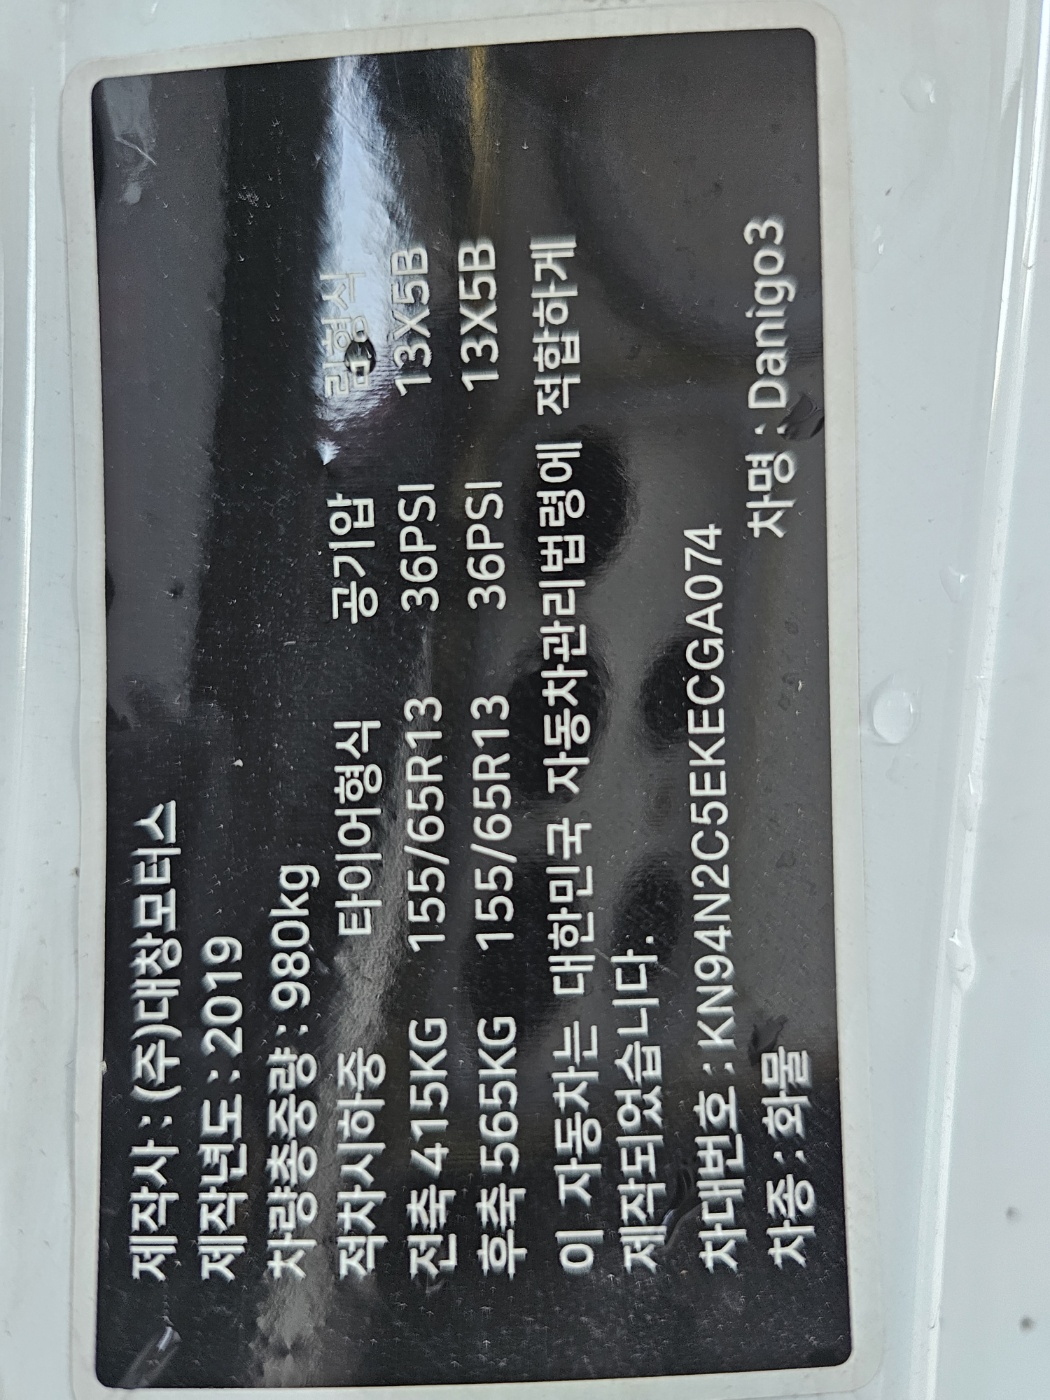 제작사 : (주)대창모터스
제작년도 : 2019
차량총중량 : 980kg
적차시하중 타이어형식 공기압 림형식
전축 415KG 155/65R13 36PSI 13X5B
후축 565KG 155/65R13 36PSI 13X5B
이 자동차는 대한민국 자동차관리법령에 적합하게
제작되었습니다.
차대번호 : KN94N2C5EKECGA074
차종 : 화물 차명 : Danigo3